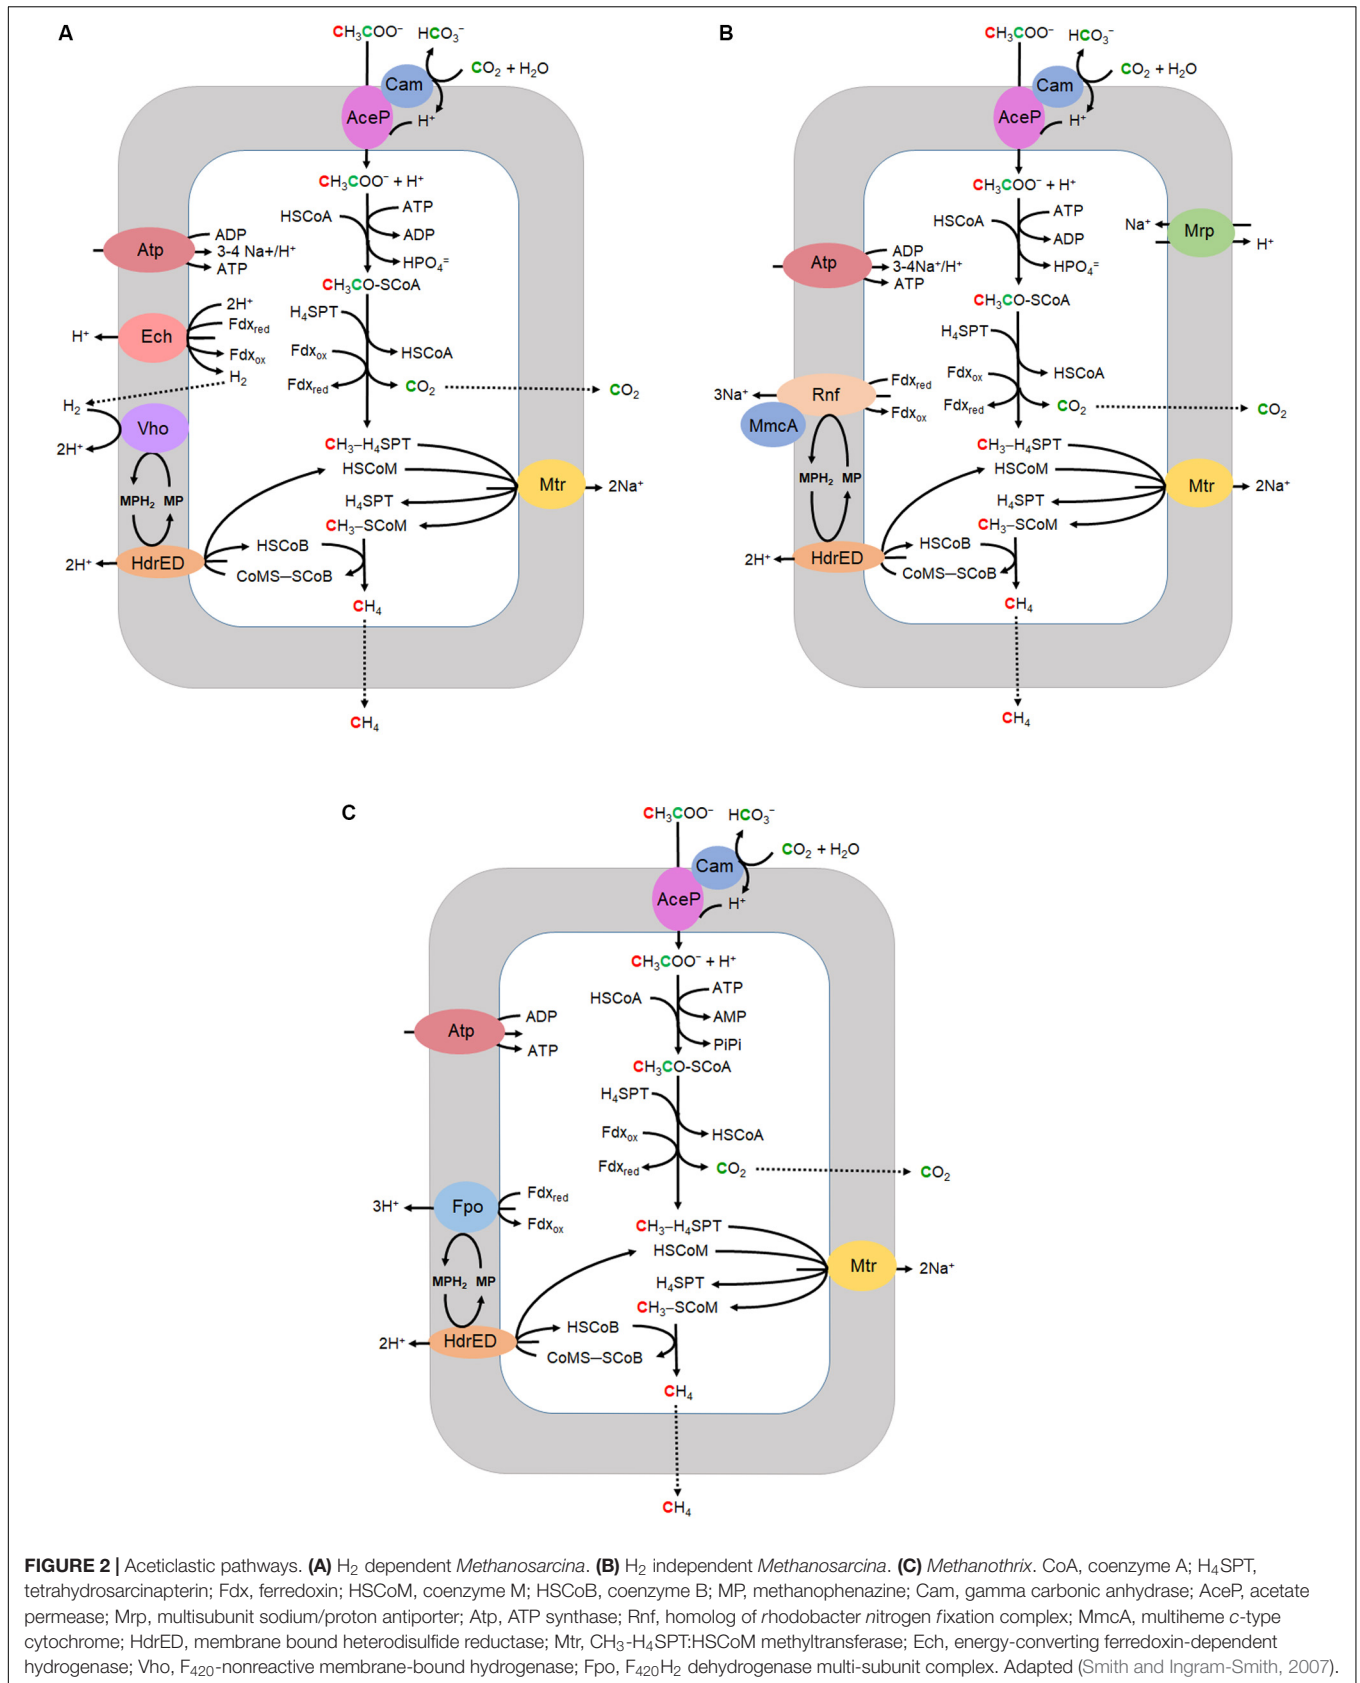 A
CH₃COO⁻
HCO₃⁻
CO₂ + H₂O
Cam
AceP
H⁺
CH₃COO⁻ + H⁺
HSCoA
ATP
ADP
HPO₄⁼
CH₃CO-SCoA
H₄SPT
HSCoA
Fdxox
Fdxred
CO₂
CO₂
Atp
ADP
3-4 Na+/H⁺
ATP
Ech
H⁺
2H⁺
Fdxred
Fdxox
H₂
H₂
Vho
2H⁺
MPH₂
MP
HdrED
2H⁺
CH₃–H₄SPT
HSCoM
H₄SPT
CH₃–SCoM
Mtr
2Na⁺
HSCoB
CoMS–SCoB
CH₄
CH₄
B
CH₃COO⁻
HCO₃⁻
CO₂ + H₂O
Cam
AceP
H⁺
CH₃COO⁻ + H⁺
HSCoA
ATP
ADP
HPO₄⁼
CH₃CO-SCoA
H₄SPT
HSCoA
Fdxox
Fdxred
CO₂
CO₂
Na⁺
Mrp
H⁺
Atp
ADP
3-4Na⁺/H⁺
ATP
3Na⁺
Rnf
Fdxred
Fdxox
MmcA
MPH₂
MP
HdrED
2H⁺
CH₃–H₄SPT
HSCoM
H₄SPT
CH₃–SCoM
Mtr
2Na⁺
HSCoB
CoMS–SCoB
CH₄
CH₄
C
CH₃COO⁻
HCO₃⁻
CO₂ + H₂O
Cam
AceP
H⁺
CH₃COO⁻ + H⁺
HSCoA
ATP
AMP
PiPi
CH₃CO-SCoA
H₄SPT
HSCoA
Fdxox
Fdxred
CO₂
CO₂
Atp
ADP
ATP
3H⁺
Fpo
Fdxred
Fdxox
MPH₂
MP
HdrED
2H⁺
CH₃–H₄SPT
HSCoM
H₄SPT
CH₃–SCoM
Mtr
2Na⁺
HSCoB
CoMS–SCoB
CH₄
CH₄
FIGURE 2 | Aceticlastic pathways. (A) H₂ dependent Methanosarcina. (B) H₂ independent Methanosarcina. (C) Methanothrix. CoA, coenzyme A; H₄SPT,
tetrahydrosarcinapterin; Fdx, ferredoxin; HSCoM, coenzyme M; HSCoB, coenzyme B; MP, methanophenazine; Cam, gamma carbonic anhydrase; AceP, acetate
permease; Mrp, multisubunit sodium/proton antiporter; Atp, ATP synthase; Rnf, homolog of rhodobacter nitrogen fixation complex; MmcA, multiheme c-type
cytochrome; HdrED, membrane bound heterodisulfide reductase; Mtr, CH₃-H₄SPT:HSCoM methyltransferase; Ech, energy-converting ferredoxin-dependent
hydrogenase; Vho, F₄₂₀-nonreactive membrane-bound hydrogenase; Fpo, F₄₂₀H₂ dehydrogenase multi-subunit complex. Adapted (Smith and Ingram-Smith, 2007).